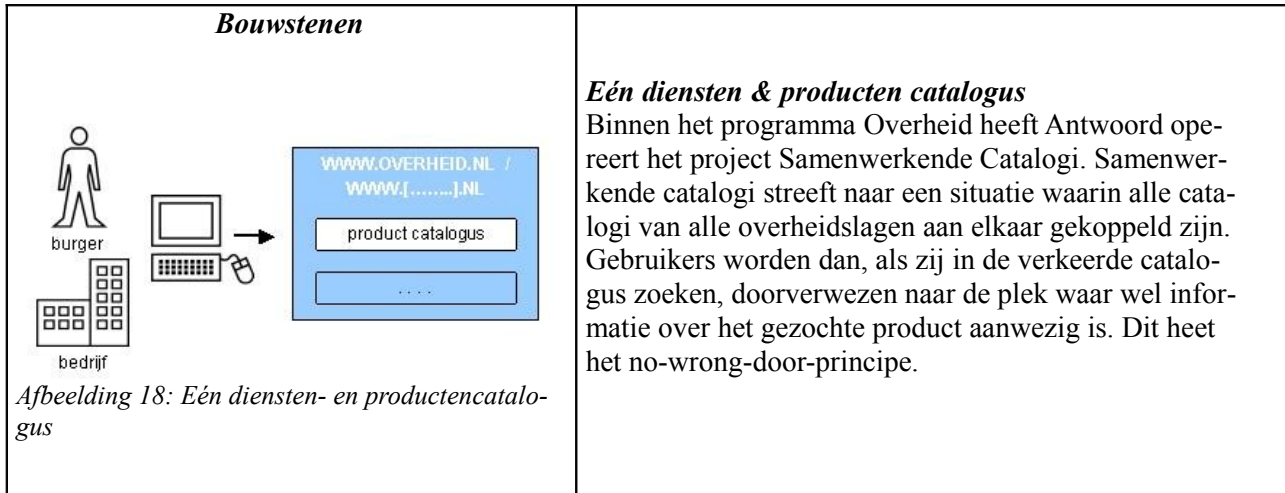 Bouwstenen
burger
bedrijf
WWW.OVERHEID.NL /
WWW.[........].NL
product catalogus
. . . .
Afbeelding 18: Eén diensten- en productencatalo-
gus
Eén diensten & producten catalogus
Binnen het programma Overheid heeft Antwoord ope-
reert het project Samenwerkende Catalogi. Samenwer-
kende catalogi streeft naar een situatie waarin alle cata-
logi van alle overheidslagen aan elkaar gekoppeld zijn.
Gebruikers worden dan, als zij in de verkeerde catalo-
gus zoeken, doorverwezen naar de plek waar wel infor-
matie over het gezochte product aanwezig is. Dit heet
het no-wrong-door-principe.